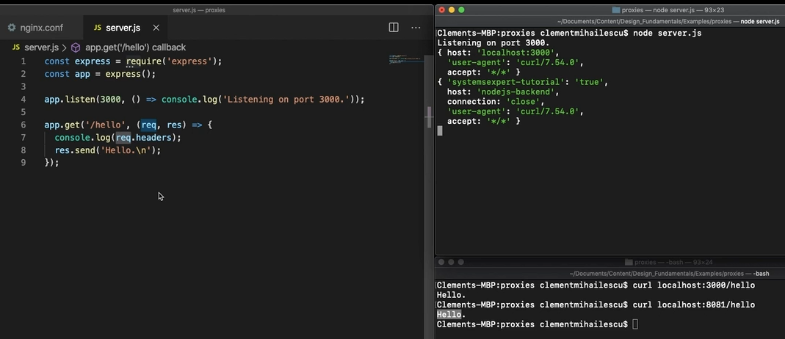 server.js — proxies
nginx.conf
JS server.js ×
JS server.js > app.get('/hello') callback
1 const express = require('express');
2 const app = express();
3
4 app.listen(3000, () => console.log('Listening on port 3000.'));
5
6 app.get('/hello', (req, res) => {
7 console.log(req.headers);
8 res.send('Hello.\n');
9 });
proxies — node server.js — 93×23
~/Documents/Content/Design_Fundamentals/Examples/proxies — node server.js
Clements-MBP:proxies clementmihailescu$ node server.js
Listening on port 3000.
{ host: 'localhost:3000',
'user-agent': 'curl/7.54.0',
accept: '*/*' }
{ 'systemsexpert-tutorial': 'true',
host: 'nodejs-backend',
connection: 'close',
'user-agent': 'curl/7.54.0',
accept: '*/*' }
proxies — -bash — 93×24
~/Documents/Content/Design_Fundamentals/Examples/proxies — -bash
Clements-MBP:proxies clementmihailescu$ curl localhost:3000/hello
Hello.
Clements-MBP:proxies clementmihailescu$ curl localhost:8081/hello
Hello.
Clements-MBP:proxies clementmihailescu$